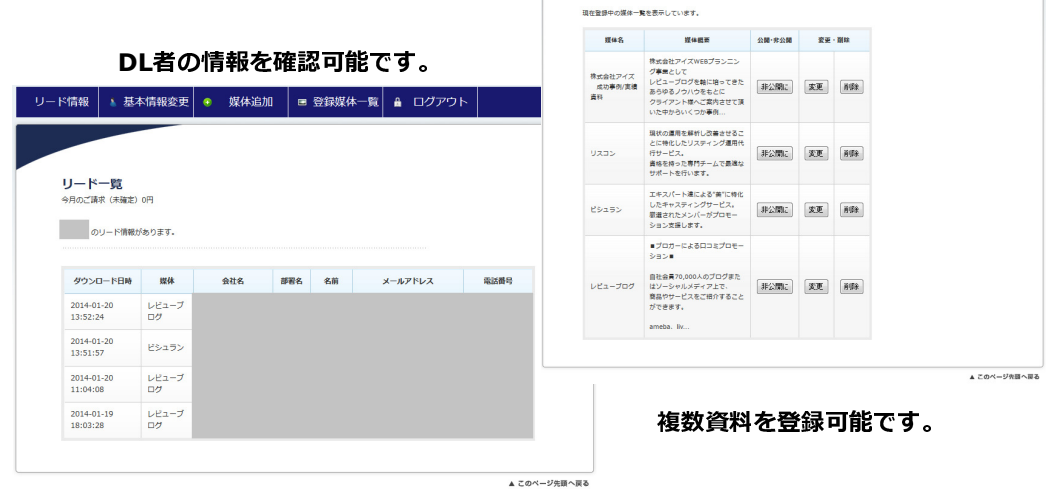 DL者の情報を確認可能です。
リード情報
基本情報変更
媒体追加
登録媒体一覧
ログアウト
リード一覧
今月のご請求（未確定）0円
のリード情報があります。
ダウンロード日時 媒体 会社名 部署名 名前 メールアドレス 電話番号
2014-01-20
13:52:24
レビューブ
ログ
2014-01-20
13:51:57
ビシュラン
2014-01-20
11:04:08
レビューブ
ログ
2014-01-19
18:03:28
レビューブ
ログ
▲ このページ先頭へ戻る
現在登録中の媒体一覧を表示しています。
媒体名 媒体概要 公開・非公開 変更・削除
株式会社アイズ
成功事例/実績
資料
株式会社アイズWEBプランニン
グ事業として
レビューブログを軸に培ってきた
あらゆるノウハウをもとに
クライアント様へご案内させて頂
いた中からいくつか事例...
非公開に 変更 削除
リスコン
現状の運用を解析し改善させるこ
とに特化したリスティング運用代
行サービス。
資格を持った専門チームで最適な
サポートを行います。
非公開に 変更 削除
ビシュラン
エキスパート達による"美"に特化
したキャスティングサービス。
厳選されたメンバーがプロモー
ション支援します。
非公開に 変更 削除
レビューブログ
■ブロガーによる口コミプロモー
ション■
自社会員70,000人のブログまた
はソーシャルメディア上で、
商品やサービスをご紹介すること
ができます。
ameba、liv...
非公開に 変更 削除
▲ このページ先頭へ戻る
複数資料を登録可能です。